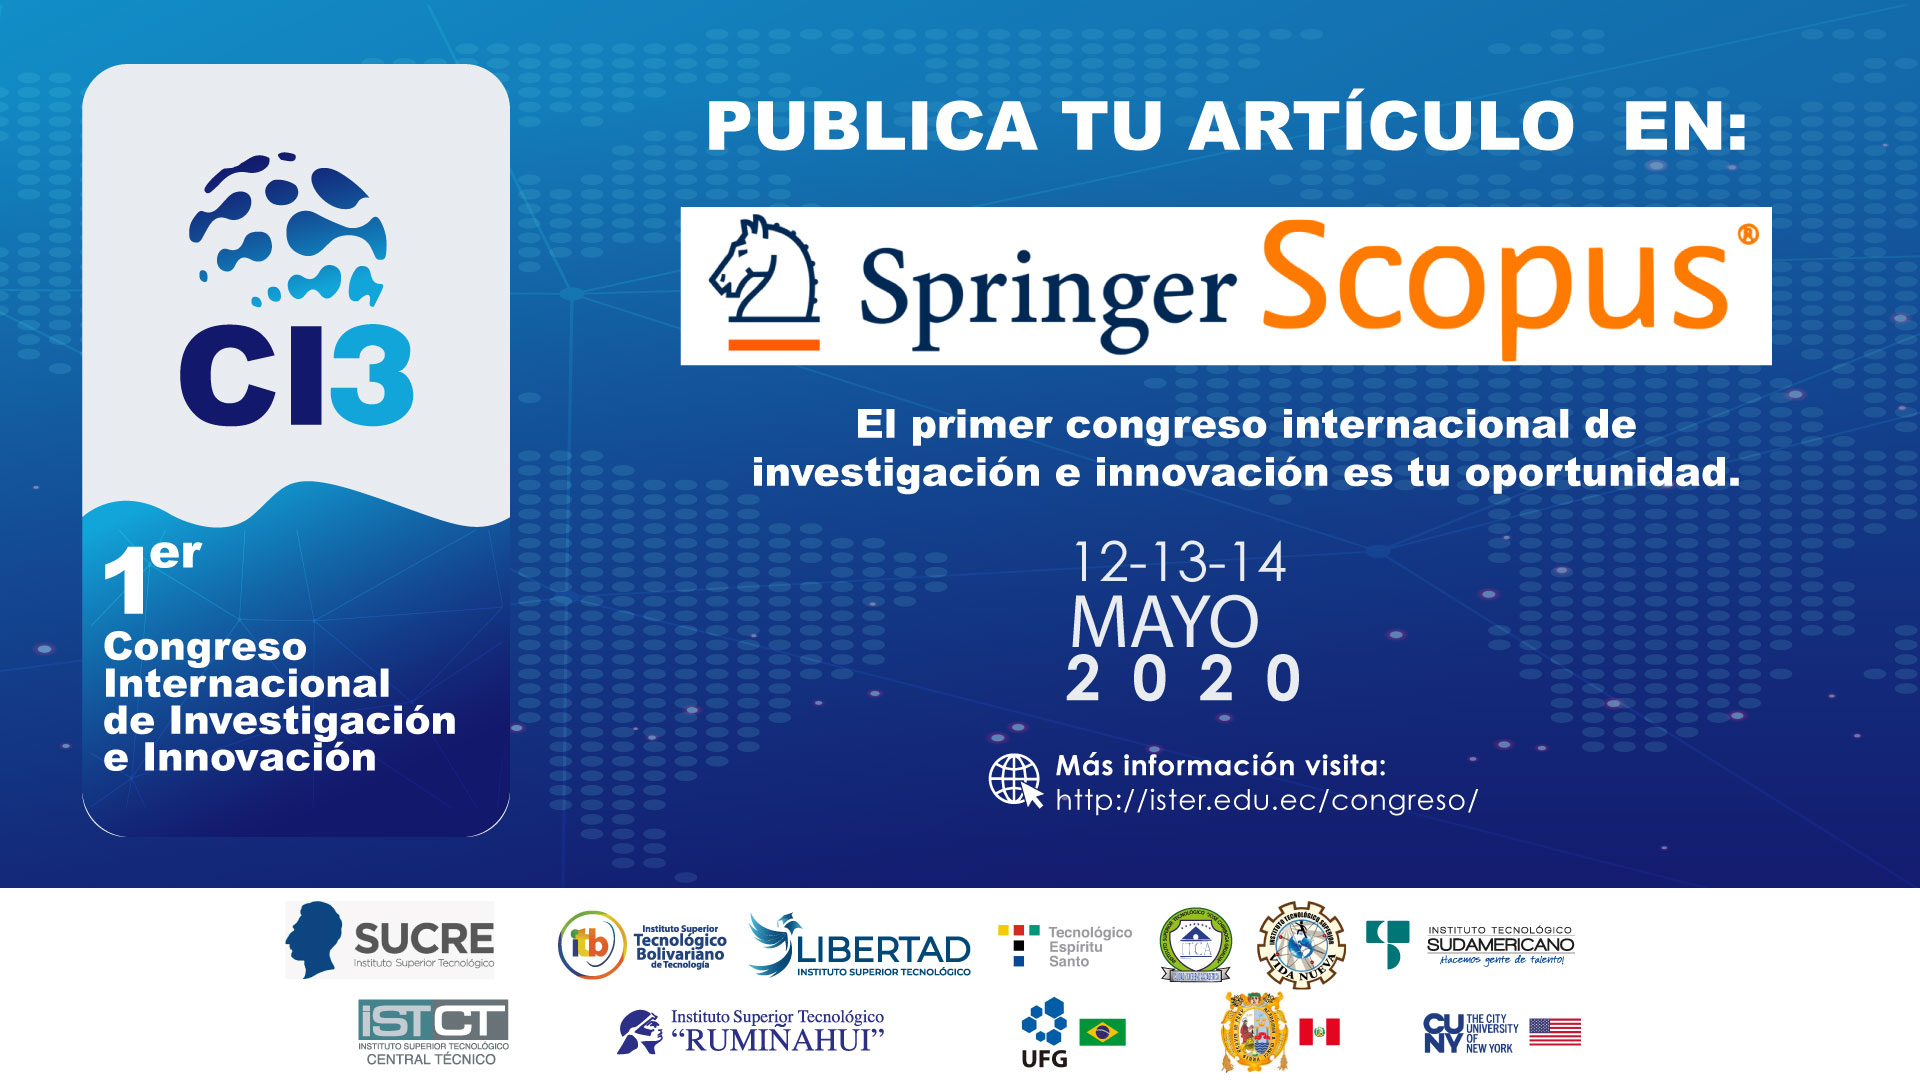 CI3
1er
Congreso
Internacional
de Investigación
e Innovación
PUBLICA TU ARTÍCULO EN:
Springer Scopus®
El primer congreso internacional de
investigación e innovación es tu oportunidad.
12-13-14
MAYO
2020
Más información visita:
http://ister.edu.ec/congreso/
SUCRE
Instituto Superior Tecnológico
itb
Instituto Superior
Tecnológico
Bolivariano
de Tecnología
LIBERTAD
INSTITUTO SUPERIOR TECNOLÓGICO
Tecnológico
Espíritu
Santo
ITCA
INSTITUTO TECNOLÓGICO SUPERIOR
VIDA NUEVA
INSTITUTO TECNOLÓGICO
SUDAMERICANO
Hacemos gente de talento!
ISTCT
INSTITUTO SUPERIOR TECNOLÓGICO
CENTRAL TÉCNICO
Instituto Superior Tecnológico
“RUMIÑAHUI”
UFG
CUNY
THE CITY
UNIVERSITY
OF
NEW YORK